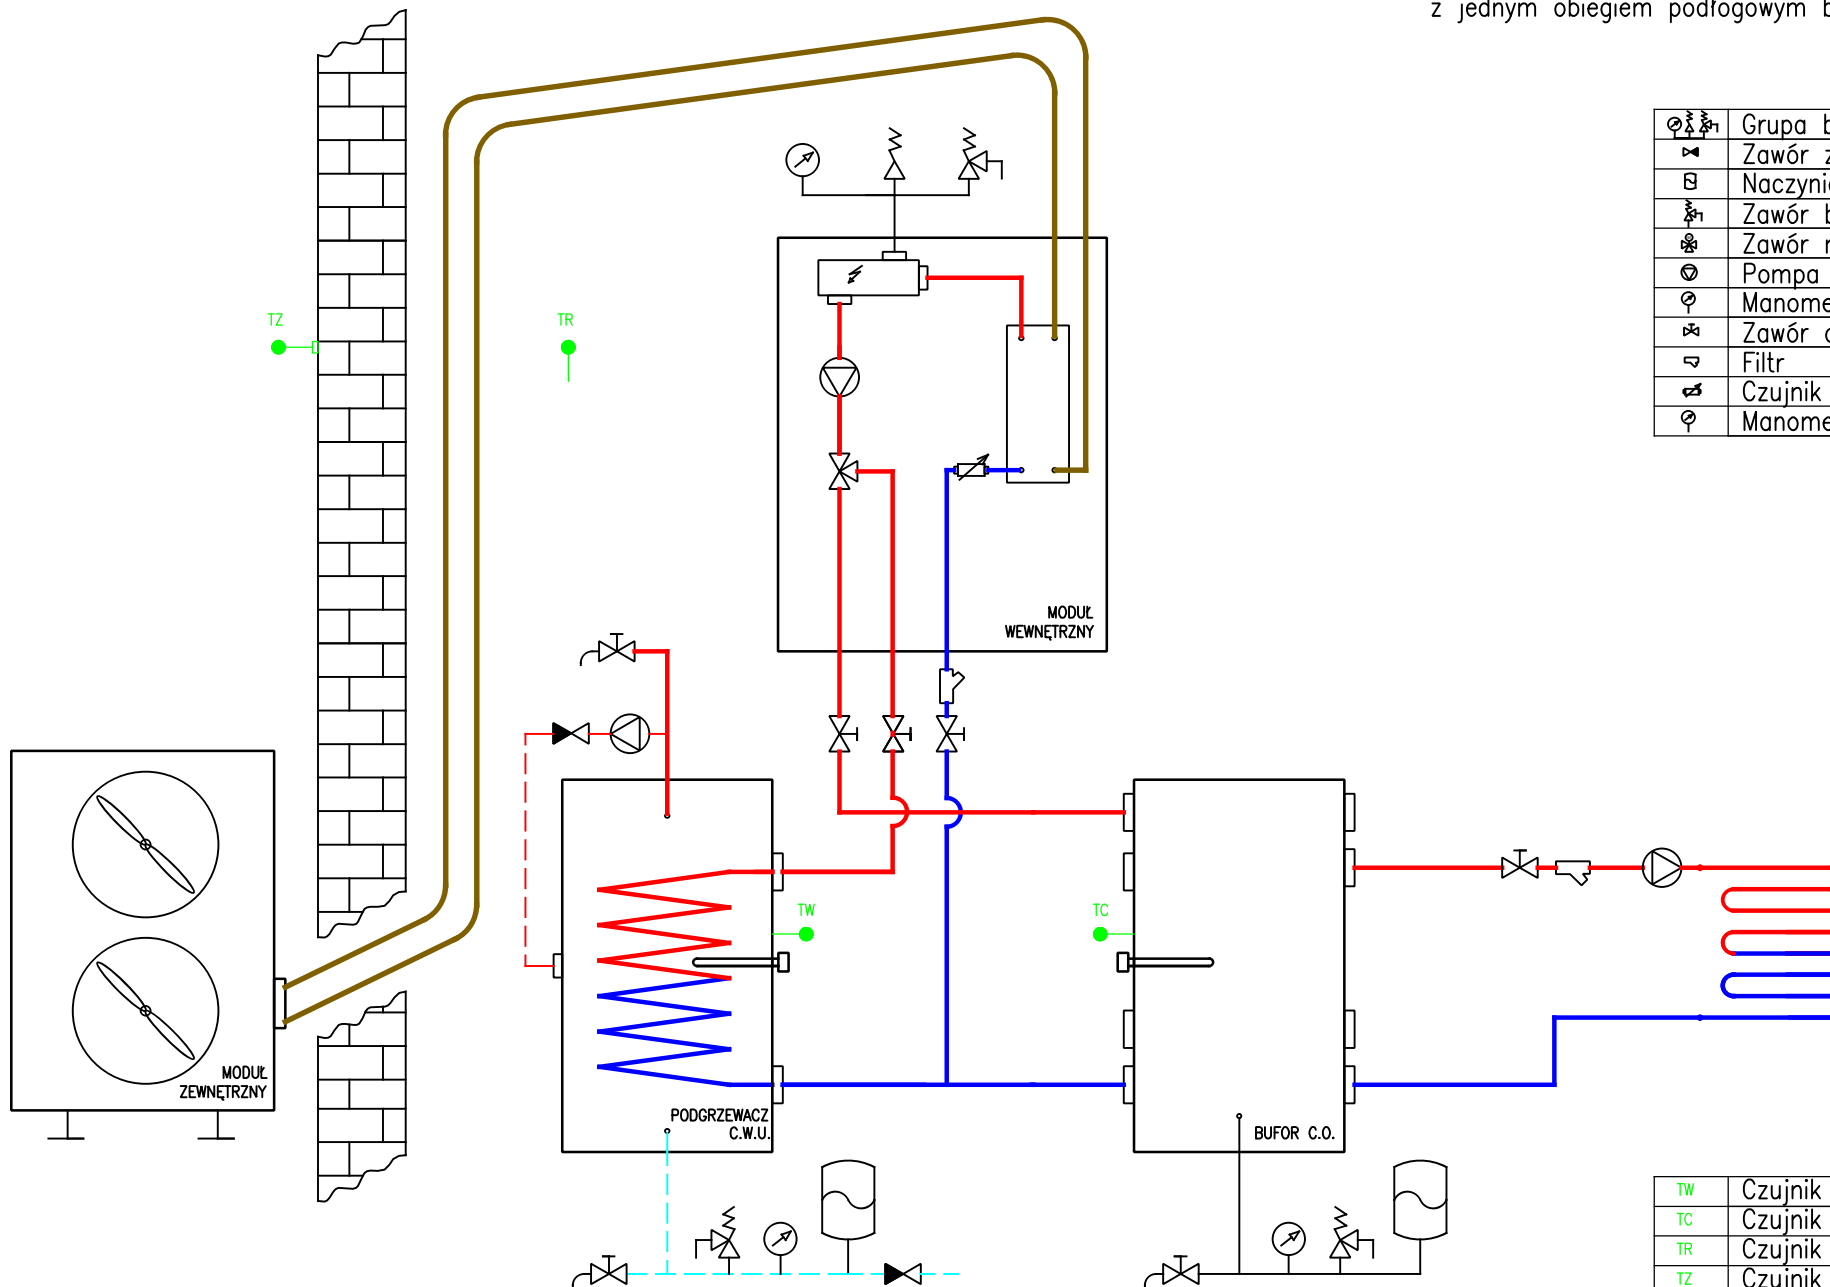 z jednym obiegiem podłogowym b
Grupa b
Zawór z
Naczyni
Zawór b
Zawór
Pompa
Manome
Zawór
Filtr
Czujnik
Manome
TZ
TR
MODUŁ
WEWNĘTRZNY
TW
TC
MODUŁ
ZEWNĘTRZNY
PODGRZEWACZ
C.W.U.
BUFOR C.O.
TW Czujnik
TC Czujnik
TR Czujnik
TZ Czujnik